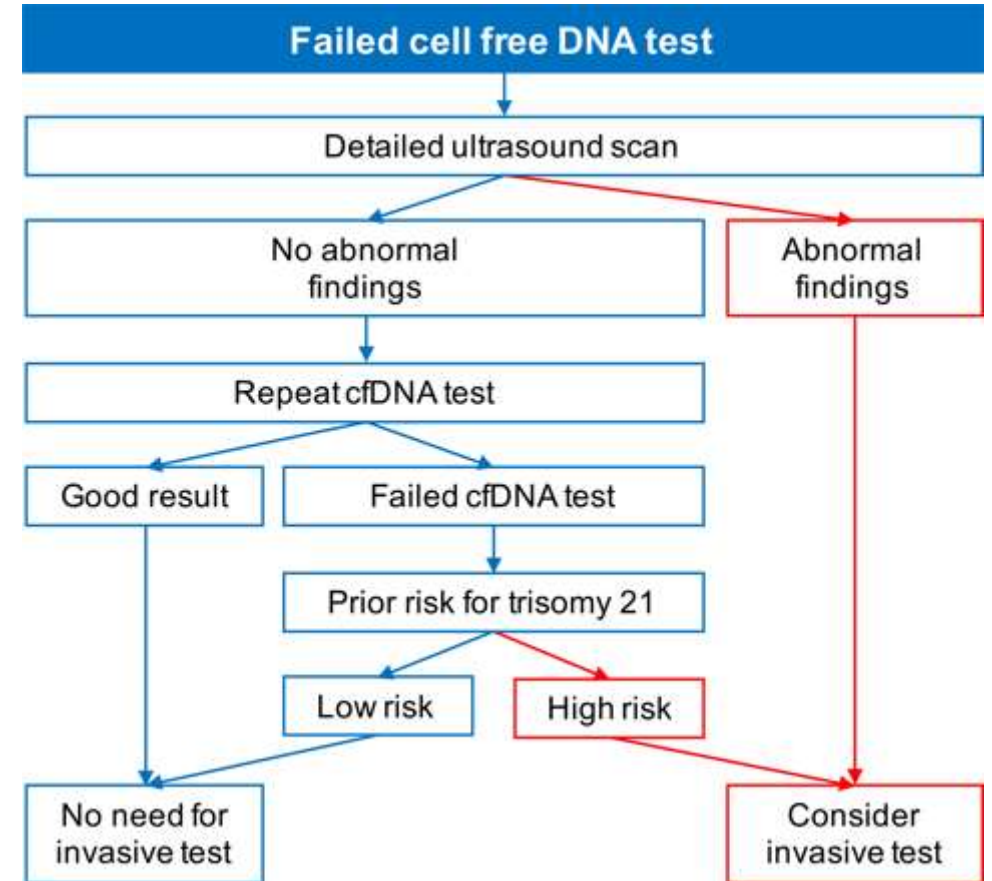 Failed cell free DNA test
Detailed ultrasound scan
No abnormal
findings
Abnormal
findings
Repeat cfDNA test
Good result
Failed cfDNA test
Prior risk for trisomy 21
Low risk
High risk
No need for
invasive test
Consider
invasive test